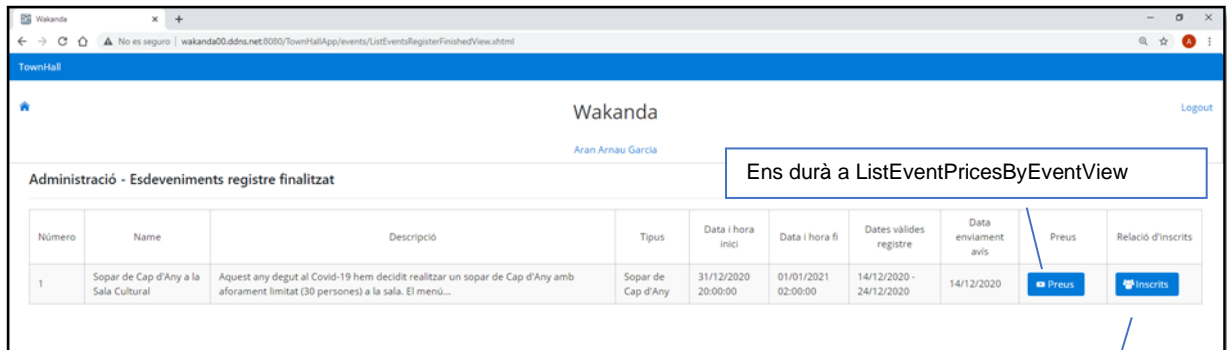 Wakanda
No es seguro | wakanda00.ddns.net:8080/TownHallApp/events/ListEventsRegisterFinishedView.xhtml
TownHall
Wakanda
Logout
Aran Arnau Garcia
Ens durà a ListEventPricesByEventView
Administració - Esdeveniments registre finalitzat
Número Name Descripció Tipus Data i hora inici Data i hora fi Dates vàlides registre Data enviament avís Preus Relació d'inscrits
1 Sopar de Cap d'Any a la Sala Cultural Aquest any degut al Covid-19 hem decidit realitzar un sopar de Cap d'Any amb aforament limitat (30 persones) a la sala. El menú... Sopar de Cap d'Any 31/12/2020 20:00:00 01/01/2021 02:00:00 14/12/2020 - 24/12/2020 14/12/2020 Preus Inscrits